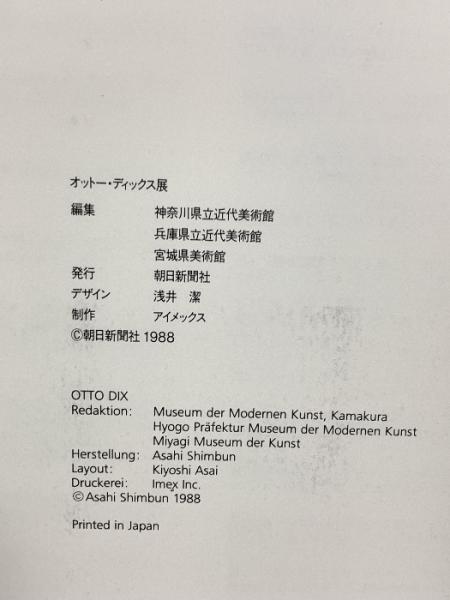 オットー・ディックス展
編集 神奈川県立近代美術館
兵庫県立近代美術館
宮城県美術館
発行 朝日新聞社
デザイン 浅井 潔
制作 アイメックス
©朝日新聞社 1988
OTTO DIX
Redaktion: Museum der Modernen Kunst, Kamakura
Hyogo Präfektur Museum der Modernen Kunst
Miyagi Museum der Kunst
Herstellung: Asahi Shimbun
Layout: Kiyoshi Asai
Druckerei: Imex Inc.
© Asahi Shimbun 1988
Printed in Japan